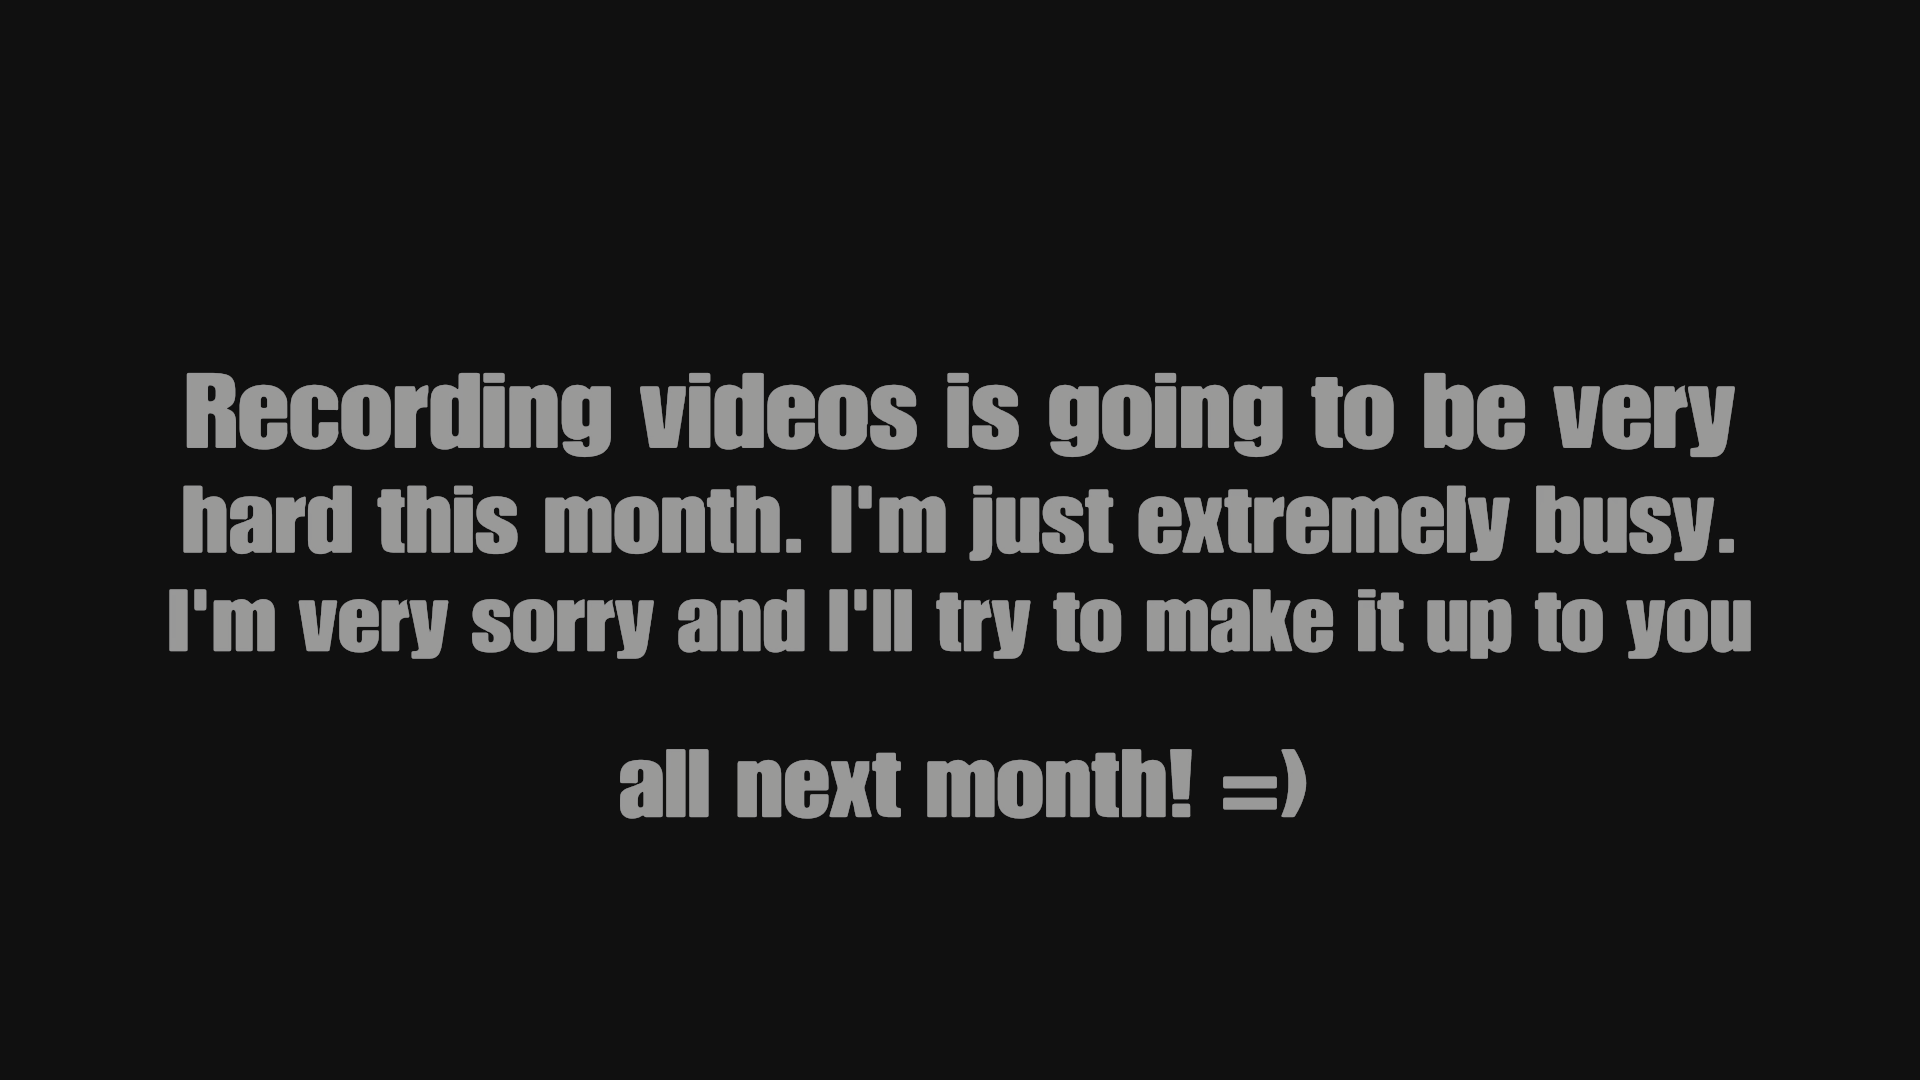 Recording videos is going to be very
hard this month. I'm just extremely busy.
I'm very sorry and I'll try to make it up to you
all next month! =)